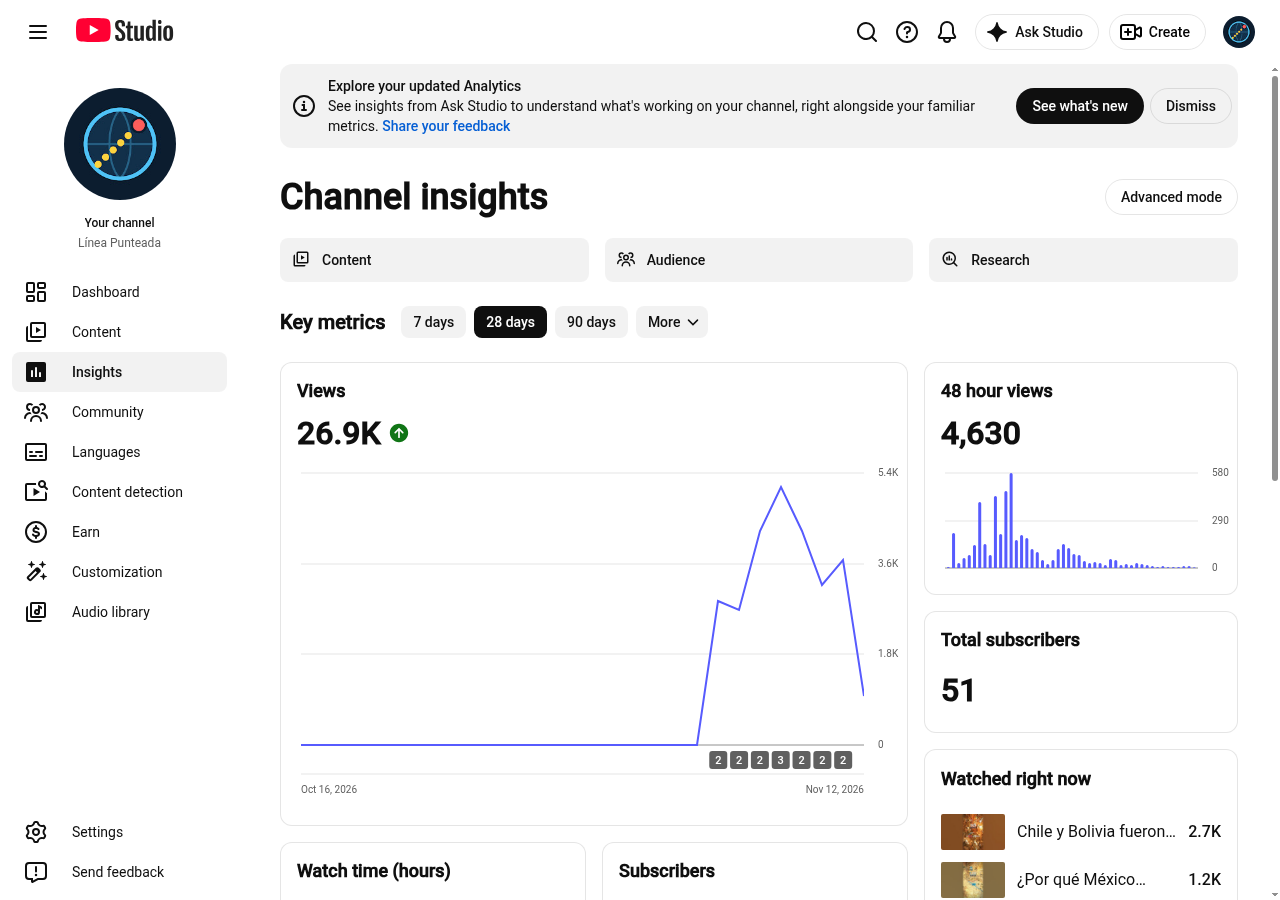 Studio
Ask Studio
Create
Explore your updated Analytics
See insights from Ask Studio to understand what's working on your channel, right alongside your familiar
metrics. Share your feedback
See what's new
Dismiss
Your channel
Línea Punteada
Dashboard
Content
Insights
Community
Languages
Content detection
Earn
Customization
Audio library
Settings
Send feedback
Channel insights
Advanced mode
Content
Audience
Research
Key metrics
7 days
28 days
90 days
More
Views
26.9K
5.4K
3.6K
1.8K
0
2 2 2 3 2 2 2
Oct 16, 2026
Nov 12, 2026
48 hour views
4,630
580
290
0
Total subscribers
51
Watched right now
Chile y Bolivia fueron... 2.7K
¿Por qué México... 1.2K
Watch time (hours)
Subscribers